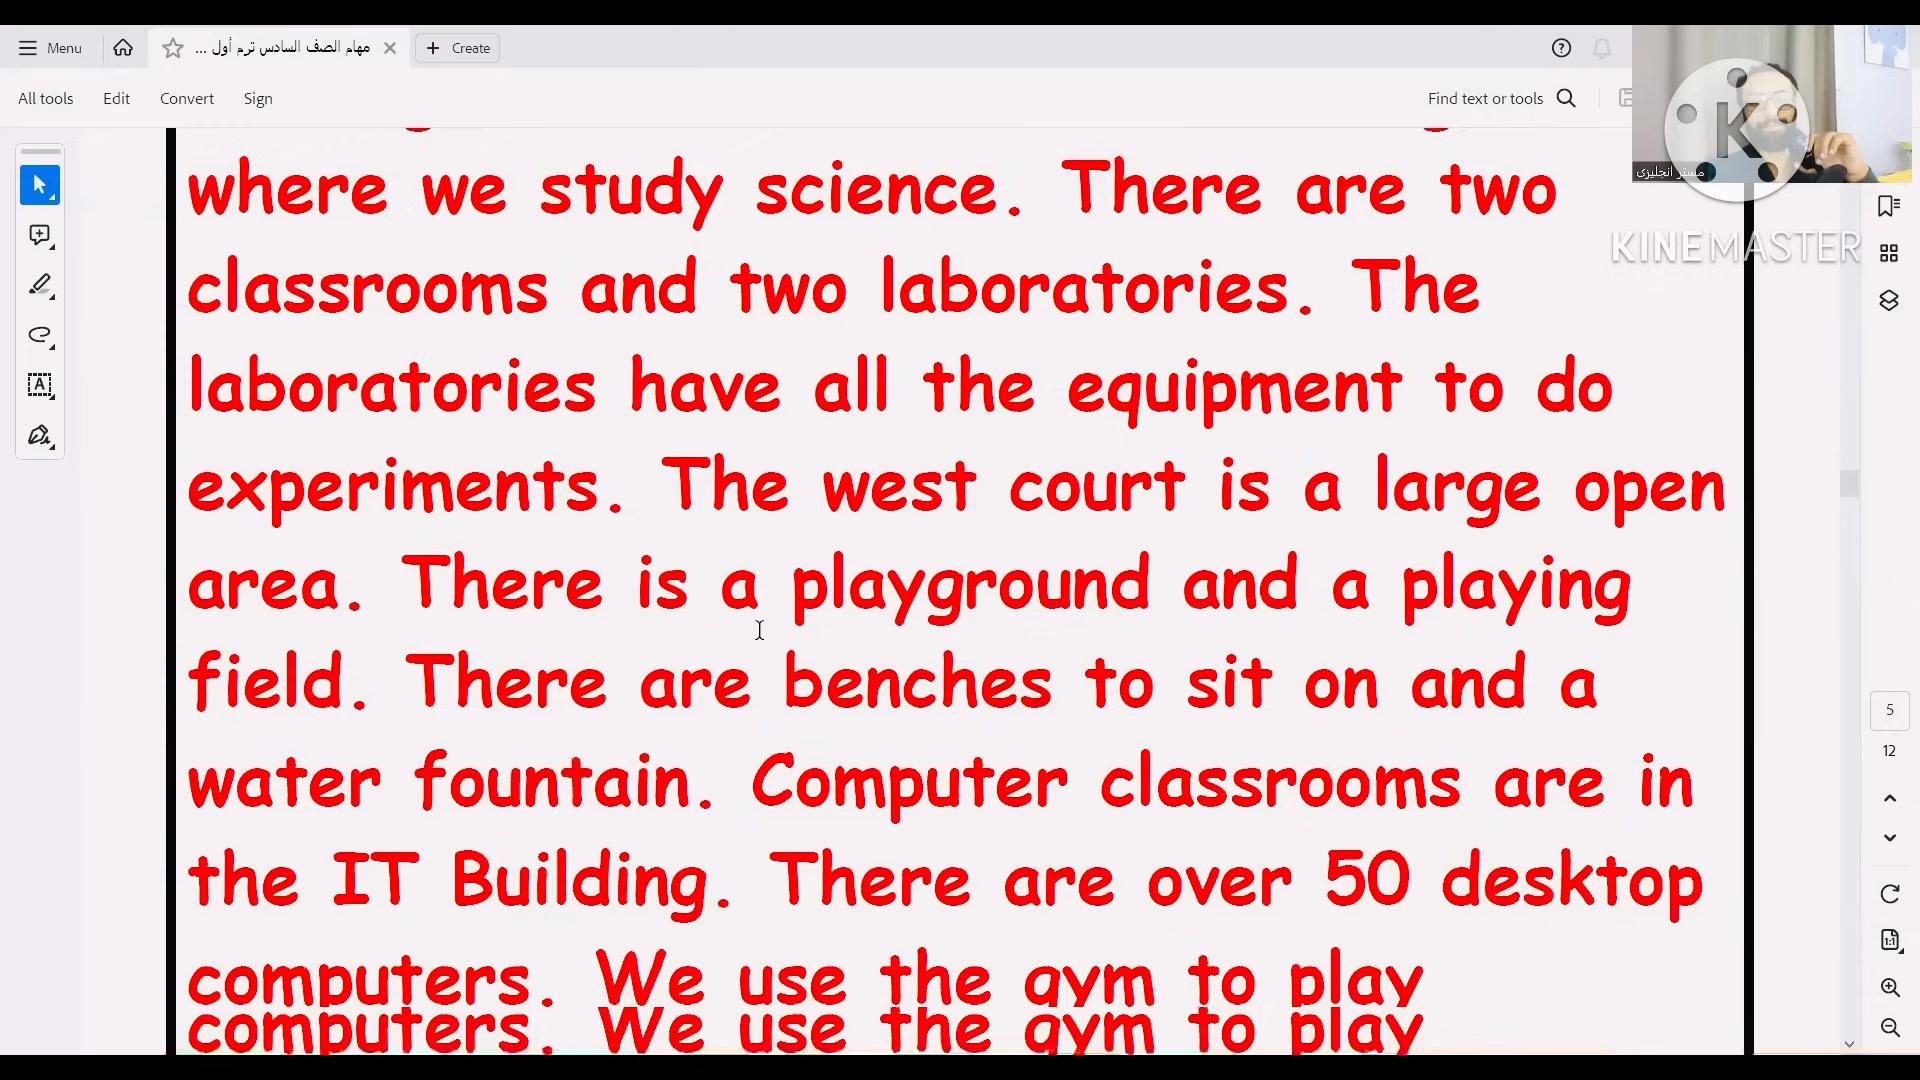 Menu
مهام الصف السادس ترم أول ...
Create
All tools
Edit
Convert
Sign
Find text or tools
مستر انجليزى
KINEMASTER
where we study science. There are two
classrooms and two laboratories. The
laboratories have all the equipment to do
experiments. The west court is a large open
area. There is a playground and a playing
field. There are benches to sit on and a
water fountain. Computer classrooms are in
the IT Building. There are over 50 desktop
computers. We use the gym to play
computers. We use the gym to play
5
12